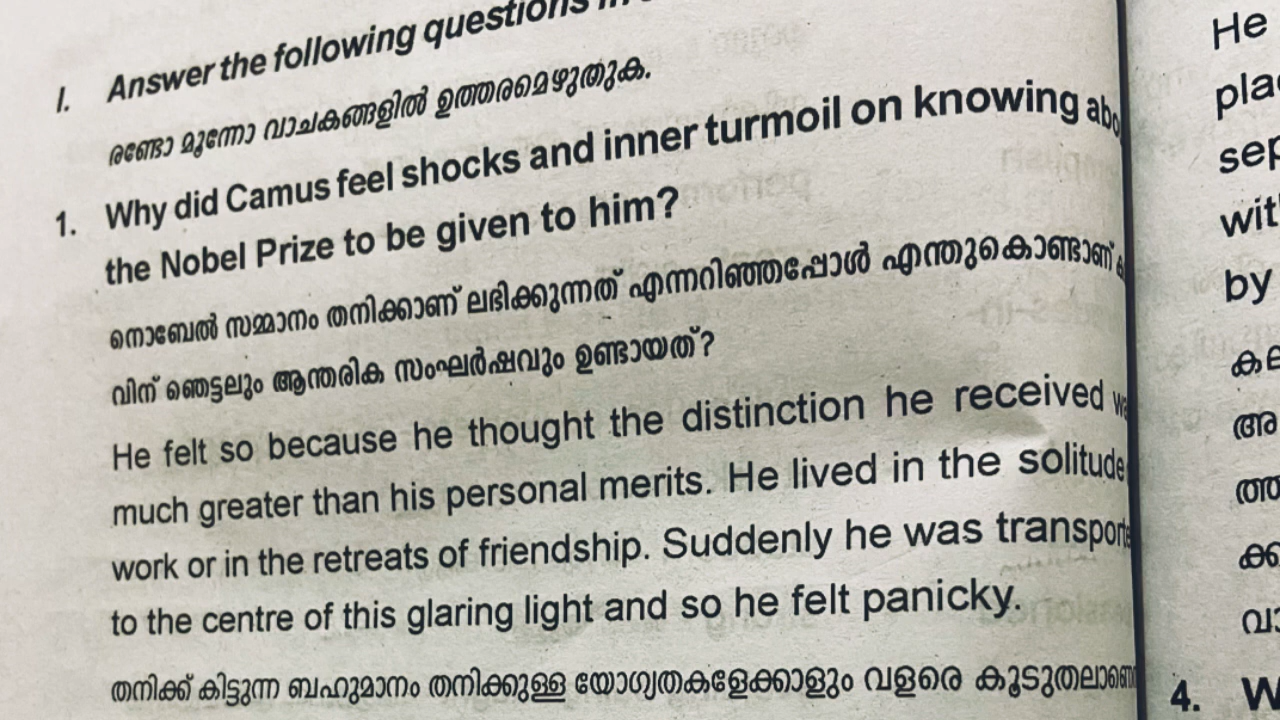 I. Answer the following questions in
രണ്ടോ മൂന്നോ വാചകങ്ങളിൽ ഉത്തരമെഴുതുക.
1. Why did Camus feel shocks and inner turmoil on knowing
the Nobel Prize to be given to him?
നൊബേൽ സമ്മാനം തനിക്കാണ് ലഭിക്കുന്നത് എന്നറിഞ്ഞപ്പോൾ എന്തുകൊണ്ടാണ്
വിന് ഞെട്ടലും ആന്തരിക സംഘർഷവും ഉണ്ടായത്?
He felt so because he thought the distinction he received
much greater than his personal merits. He lived in the solitude
work or in the retreats of friendship. Suddenly he was
to the centre of this glaring light and so he felt panicky.
തനിക്ക് കിട്ടുന്ന ബഹുമാനം തനിക്കുള്ള യോഗ്യതകളേക്കാളും വളരെ
He
by
4.